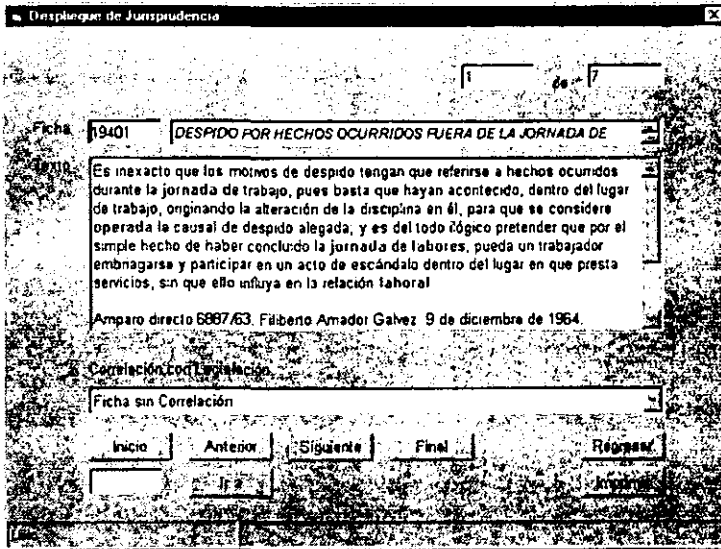 Despliegue de Jurisprudencia
1 de 7
Ficha 19401 DESPIDO POR HECHOS OCURRIDOS FUERA DE LA JORNADA DE
Texto Es inexacto que los motivos de despido tengan que referirse a hechos ocurridos
durante la jornada de trabajo, pues basta que hayan acontecido, dentro del lugar
de trabajo, originando la alteración de la disciplina en él, para que se considere
operada la causal de despido alegada, y es del todo ilógico pretender que por el
simple hecho de haber concluido la jornada de labores, pueda un trabajador
embriagarse y participar en un acto de escándalo dentro del lugar en que presta
servicios, sin que ello influya en la relación laboral
Amparo directo 6887/63. Filiberto Amador Galvez 9 de diciembre de 1964.
Correlación con Legislación
Ficha sin Correlación
Inicio Anterior Siguiente Final Regresar
Ir a Imprimir